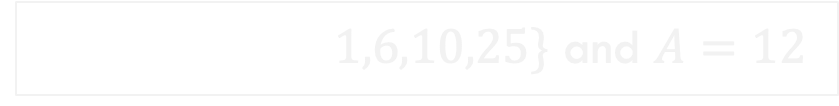 1,6,10,25} and A = 12